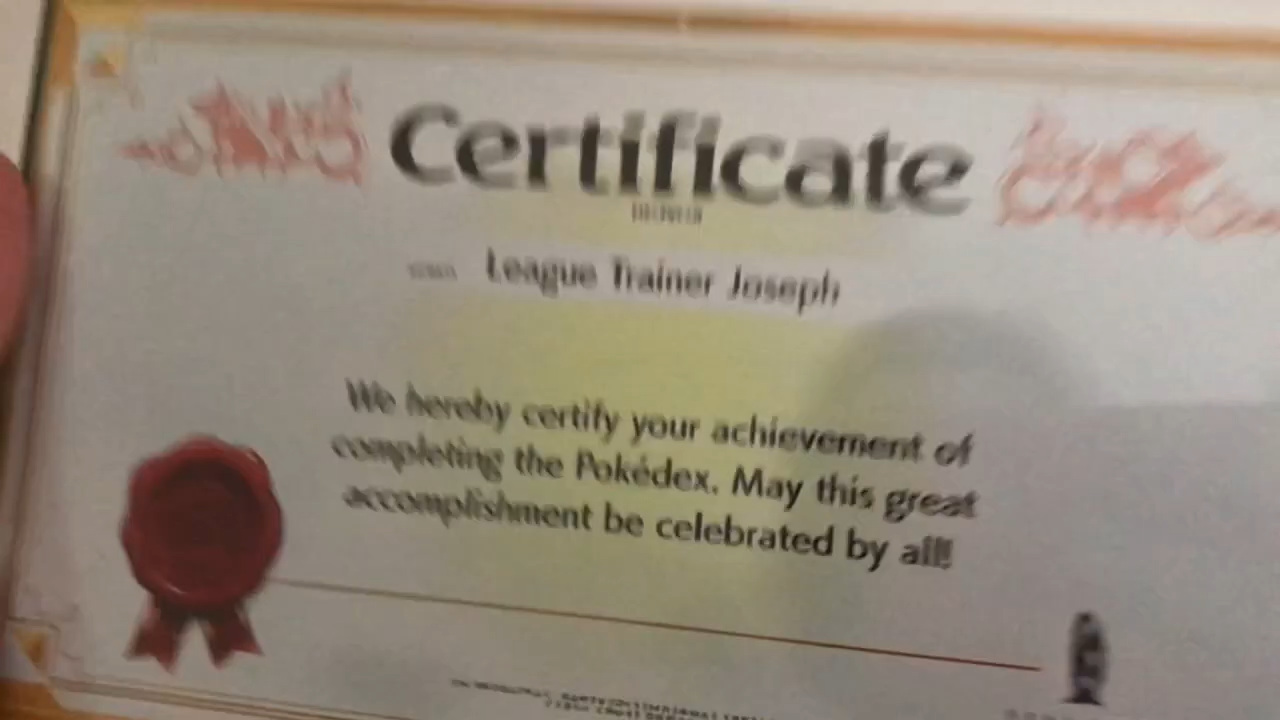 Certificate
League Trainer Joseph
We hereby certify your achievement of
completing the Pokédex. May this great
accomplishment be celebrated by all!